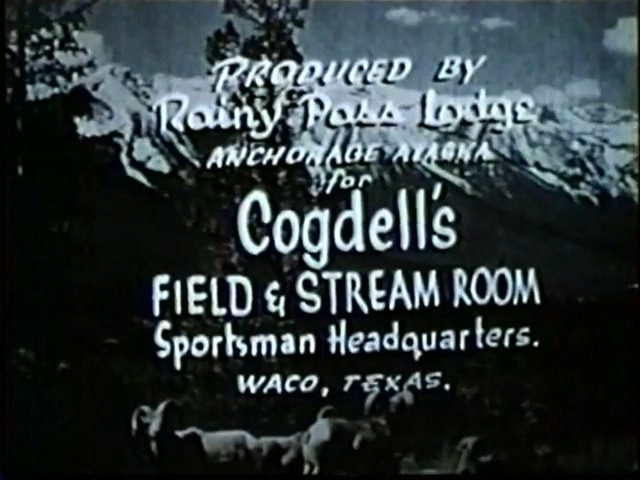 PRODUCED BY
Rainy Pass Lodge
ANCHORAGE ALASKA
for
Cogdell's
FIELD & STREAM ROOM
Sportsman Headquarters.
WACO, TEXAS.